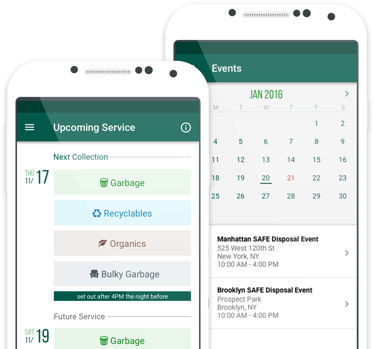 Events
JAN 2016
M T W T F S
1 2
4 5 6 7 8 9
11 12 13 14 15 16
18 19 20 21 22 23
25 26 27 28 29 30
Manhattan SAFE Disposal Event
525 West 120th St
New York, NY
10:00 AM - 4:00 PM
Brooklyn SAFE Disposal Event
Prospect Park
Brooklyn, NY
10:00 AM - 4:00 PM
Upcoming Service
Next Collection
THU
11/ 17
Garbage
Recyclables
Organics
Bulky Garbage
set out after 4PM the night before
Future Service
SAT
11/ 19
Garbage